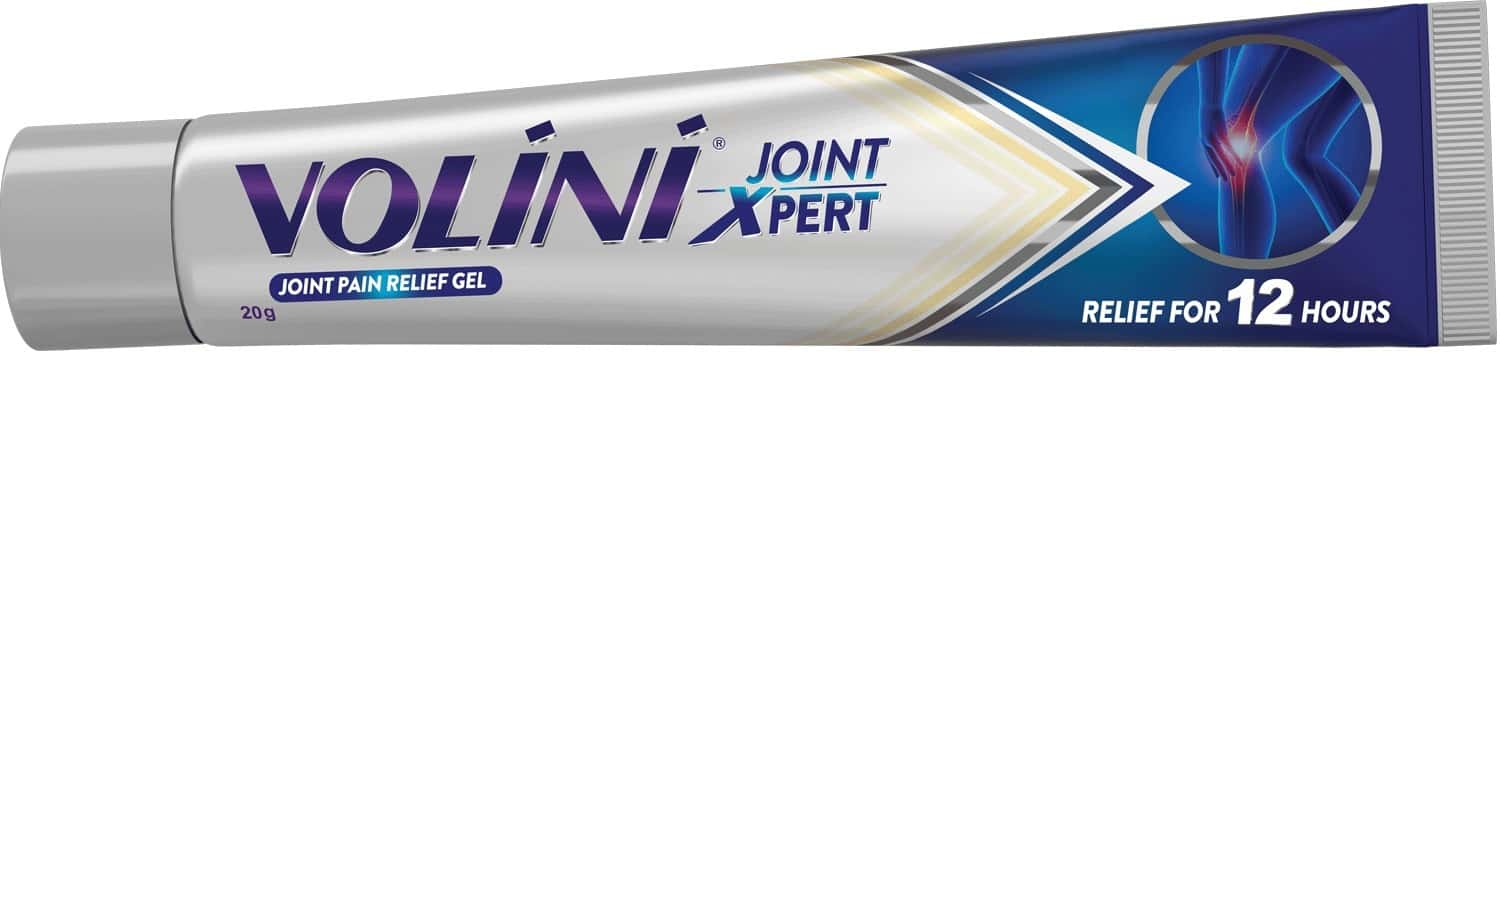 VOLINI® JOINT XPERT
JOINT PAIN RELIEF GEL
20g
RELIEF FOR 12 HOURS